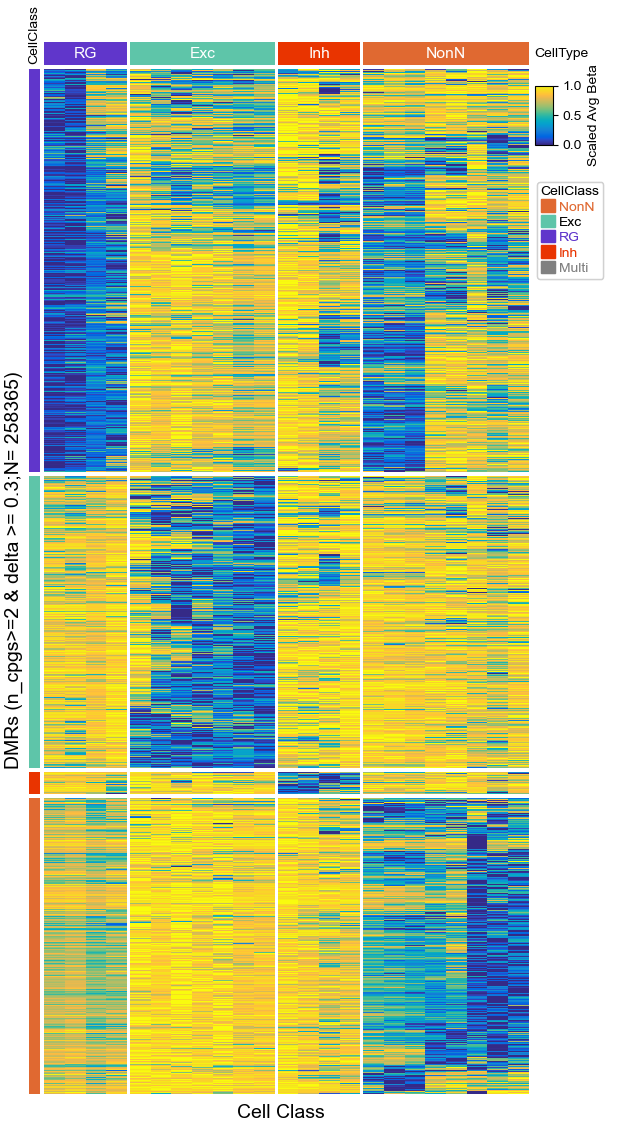 CellClass
RG
Exc
Inh
NonN
CellType
1.0
0.5
0.0
Scaled Avg Beta
CellClass
NonN
Exc
RG
Inh
Multi
DMRs (n_cpgs>=2 & delta >= 0.3;N= 258365)
Cell Class